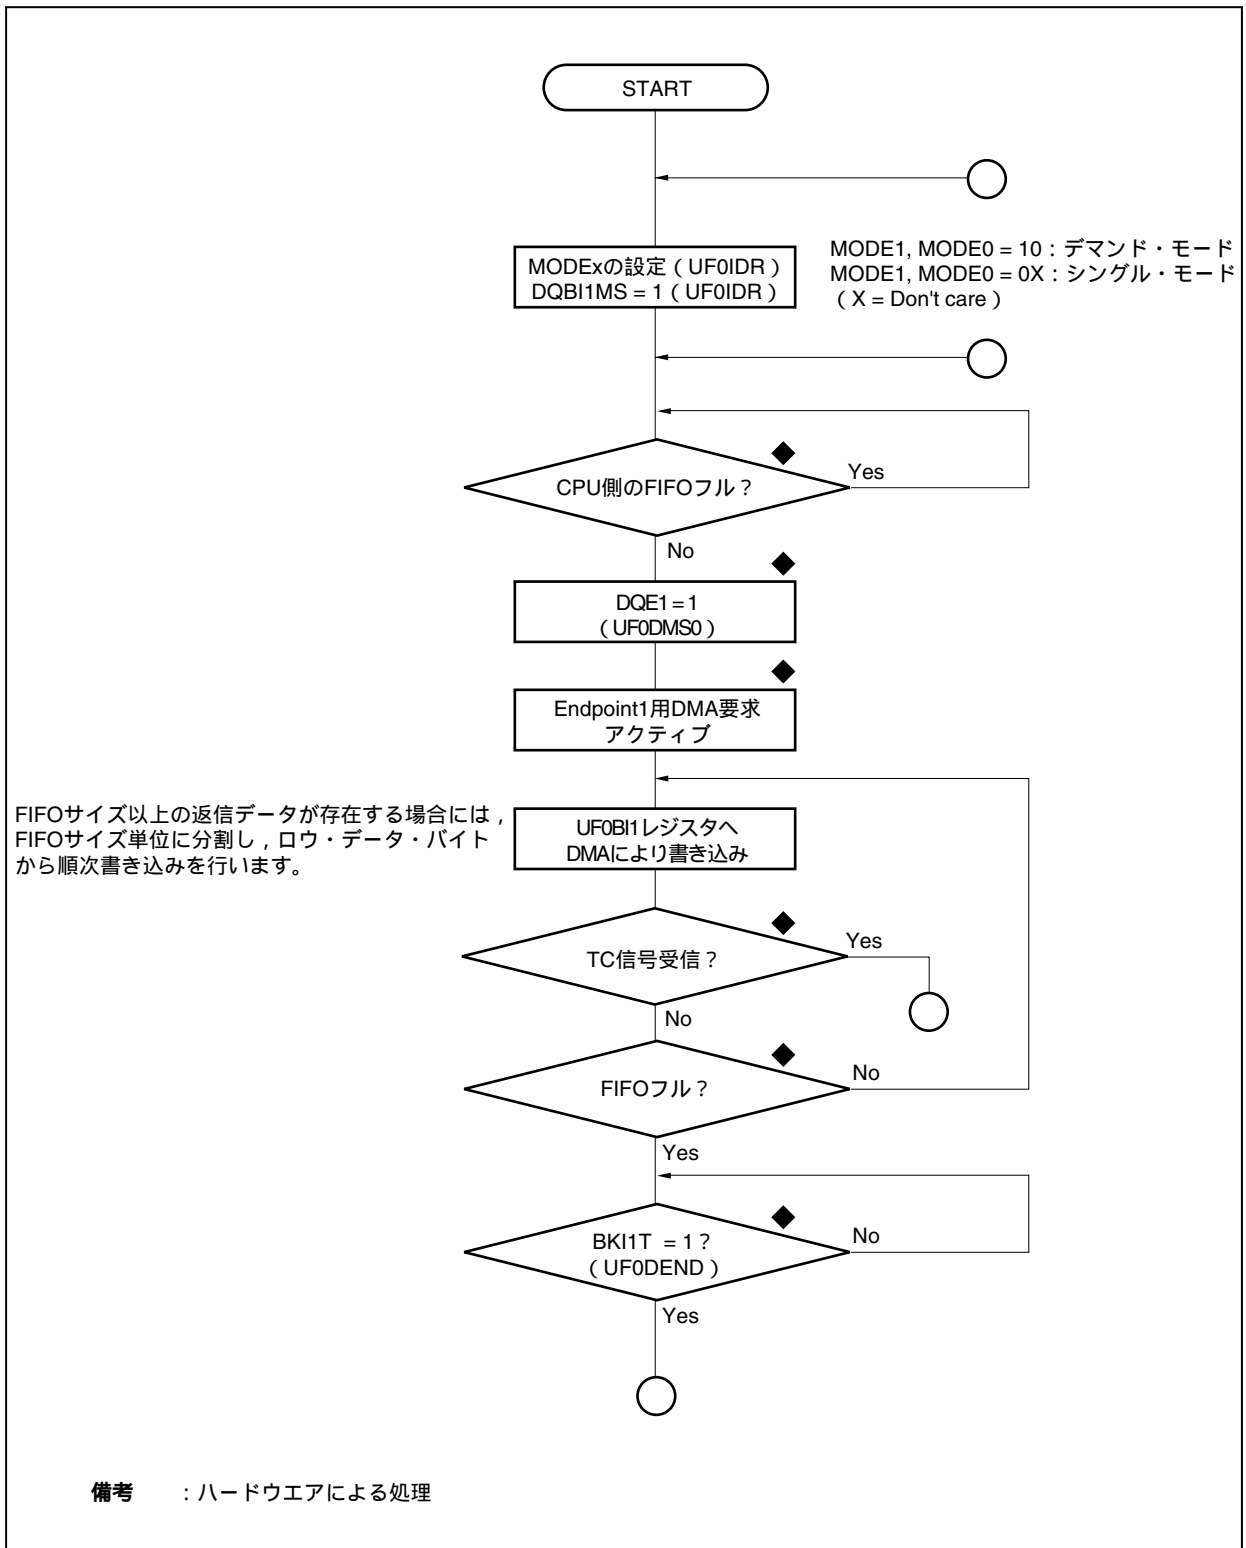 START
MODExの設定（UF0IDR）
DQBI1MS = 1（UF0IDR）
MODE1, MODE0 = 10：デマンド・モード
MODE1, MODE0 = 0X：シングル・モード
（X = Don't care）
CPU側のFIFOフル？
Yes
No
DQE1 = 1
（UF0DMS0）
Endpoint1用DMA要求
アクティブ
FIFOサイズ以上の返信データが存在する場合には，
FIFOサイズ単位に分割し，ロウ・データ・バイト
から順次書き込みを行います。
UF0BI1レジスタへ
DMAにより書き込み
TC信号受信？
Yes
No
FIFOフル？
No
Yes
BKI1T = 1？
（UF0DEND）
No
Yes
備考　：ハードウエアによる処理